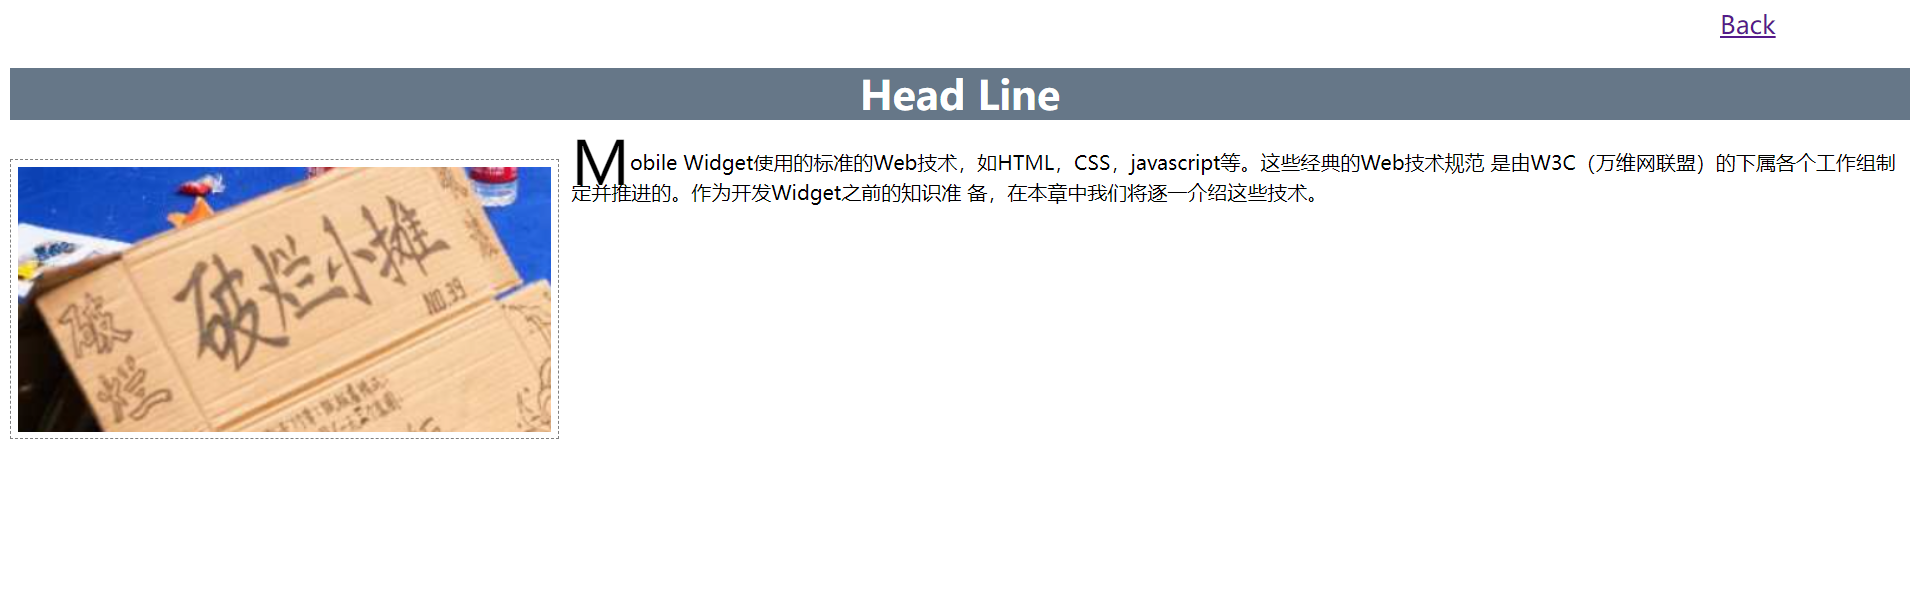 Back
Head Line
Mobile Widget使用的标准的Web技术，如HTML，CSS，javascript等。这些经典的Web技术规范 是由W3C（万维网联盟）的下属各个工作组制
定并推进的。作为开发Widget之前的知识准 备，在本章中我们将逐一介绍这些技术。
破烂小摊
NO.39
破
烂